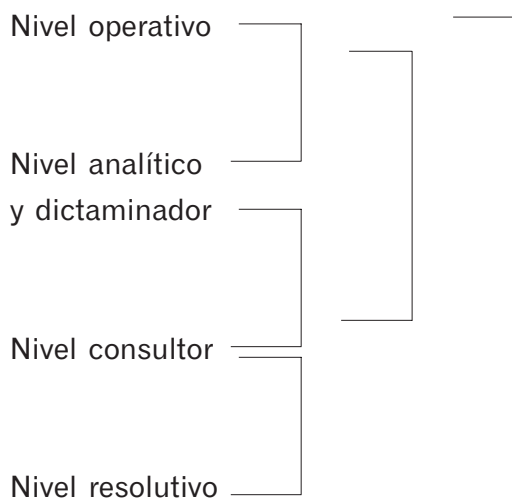 Nivel operativo
Nivel analítico
y dictaminador
Nivel consultor
Nivel resolutivo